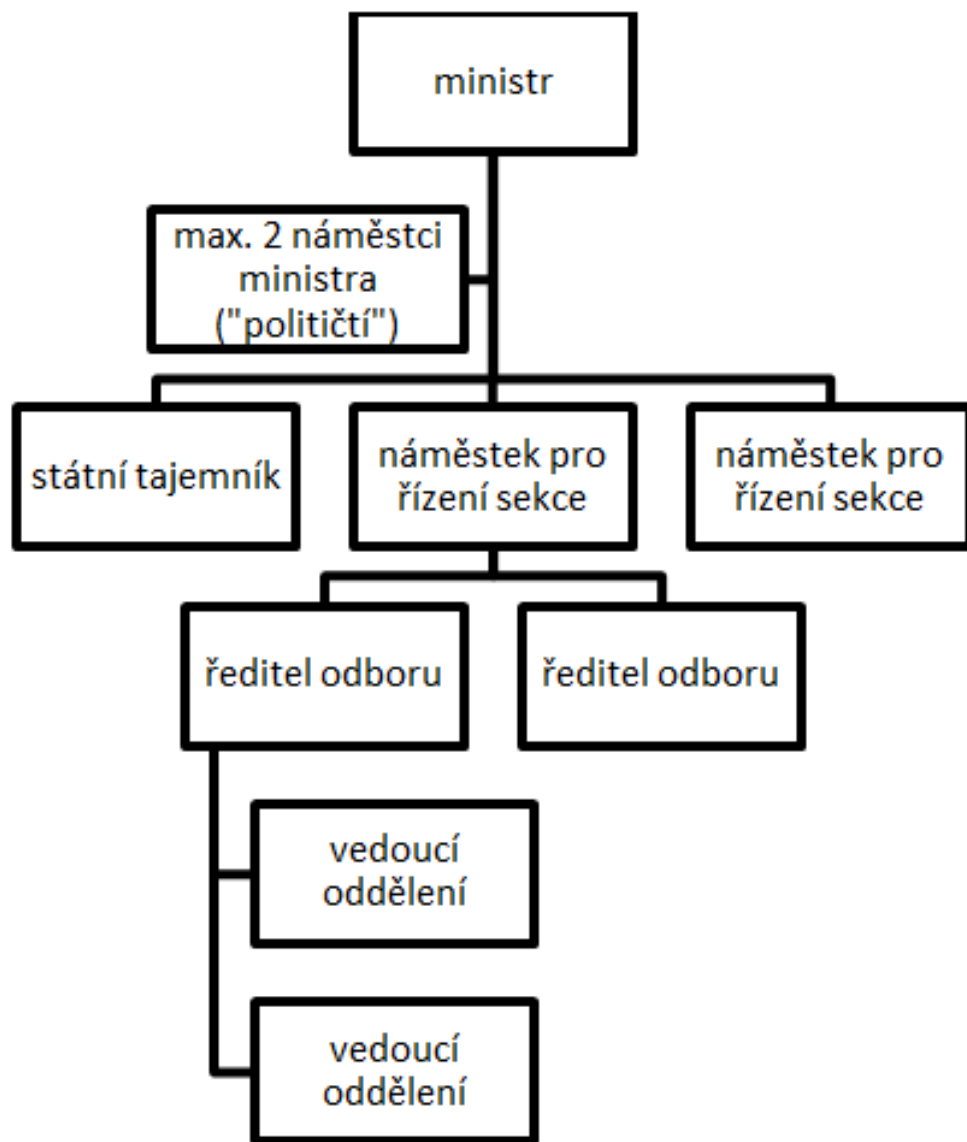 ministr
max. 2 náměstci
ministra
("političtí")
státní tajemník
náměstek pro
řízení sekce
náměstek pro
řízení sekce
ředitel odboru
ředitel odboru
vedoucí
oddělení
vedoucí
oddělení